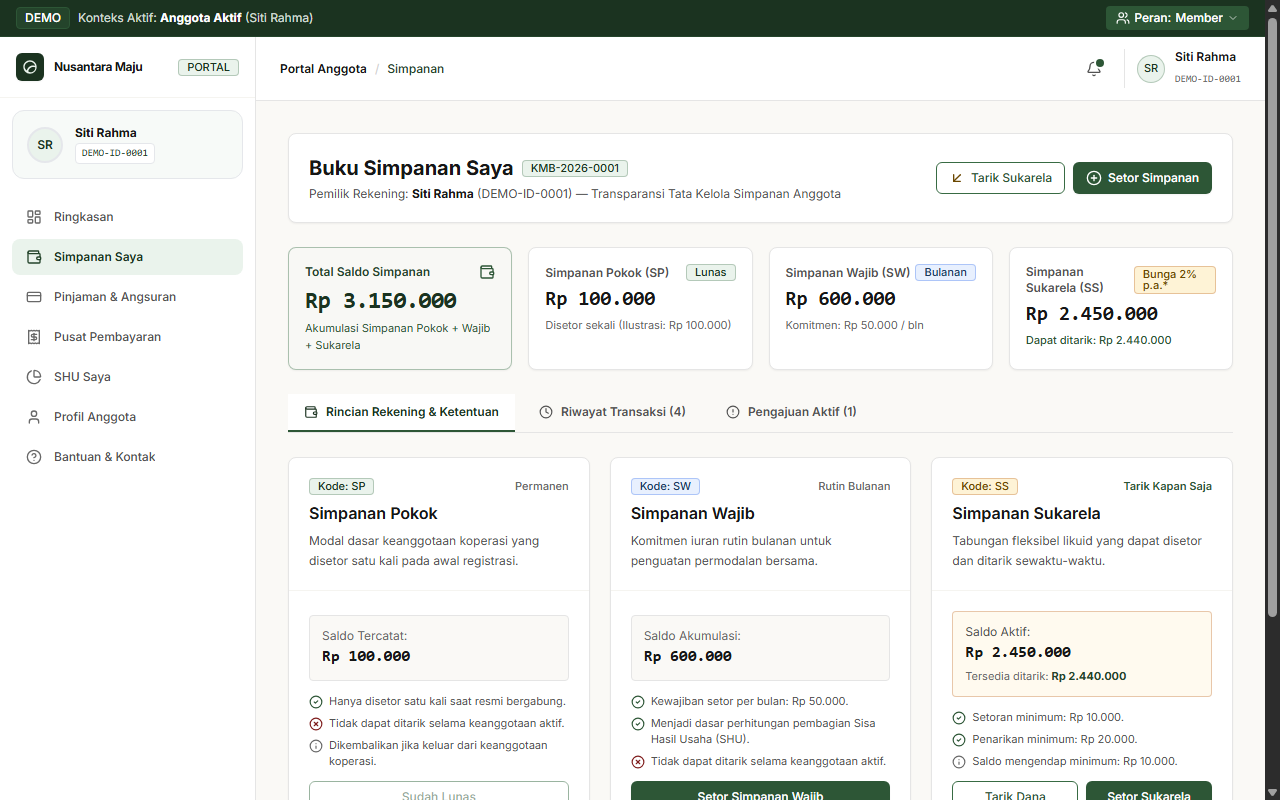 DEMO Konteks Aktif: Anggota Aktif (Siti Rahma)
Peran: Member
Nusantara Maju PORTAL
Siti Rahma
DEMO-ID-0001
SR
Ringkasan
Simpanan Saya
Pinjaman & Angsuran
Pusat Pembayaran
SHU Saya
Profil Anggota
Bantuan & Kontak
Portal Anggota / Simpanan
SR
Siti Rahma
DEMO-ID-0001
Buku Simpanan Saya KMB-2026-0001
Pemilik Rekening: Siti Rahma (DEMO-ID-0001) — Transparansi Tata Kelola Simpanan Anggota
Tarik Sukarela
Setor Simpanan
Total Saldo Simpanan
Rp 3.150.000
Akumulasi Simpanan Pokok + Wajib
+ Sukarela
Simpanan Pokok (SP) Lunas
Rp 100.000
Disetor sekali (Ilustrasi: Rp 100.000)
Simpanan Wajib (SW) Bulanan
Rp 600.000
Komitmen: Rp 50.000 / bln
Simpanan
Sukarela (SS)
Bunga 2%
p.a.*
Rp 2.450.000
Dapat ditarik: Rp 2.440.000
Rincian Rekening & Ketentuan
Riwayat Transaksi (4)
Pengajuan Aktif (1)
Kode: SP Permanen
Simpanan Pokok
Modal dasar keanggotaan koperasi yang
disetor satu kali pada awal registrasi.
Saldo Tercatat:
Rp 100.000
Hanya disetor satu kali saat resmi bergabung.
Tidak dapat ditarik selama keanggotaan aktif.
Dikembalikan jika keluar dari keanggotaan
koperasi.
Sudah Lunas
Kode: SW Rutin Bulanan
Simpanan Wajib
Komitmen iuran rutin bulanan untuk
penguatan permodalan bersama.
Saldo Akumulasi:
Rp 600.000
Kewajiban setor per bulan: Rp 50.000.
Menjadi dasar perhitungan pembagian Sisa
Hasil Usaha (SHU).
Tidak dapat ditarik selama keanggotaan aktif.
Setor Simpanan Wajib
Kode: SS Tarik Kapan Saja
Simpanan Sukarela
Tabungan fleksibel likuid yang dapat disetor
dan ditarik sewaktu-waktu.
Saldo Aktif:
Rp 2.450.000
Tersedia ditarik: Rp 2.440.000
Setoran minimum: Rp 10.000.
Penarikan minimum: Rp 20.000.
Saldo mengendap minimum: Rp 10.000.
Tarik Dana
Setor Sukarela